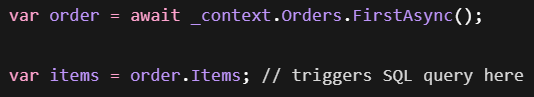 var order = await _context.Orders.FirstAsync();
var items = order.Items; // triggers SQL query here